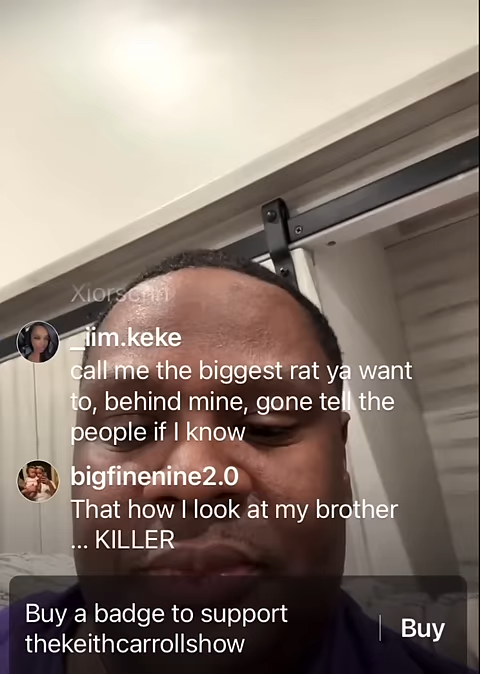 _iim.keke
call me the biggest rat ya want
to, behind mine, gone tell the
people if I know
bigfinenine2.0
That how I look at my brother
... KILLER
Buy a badge to support
thekeithcarrollshow
Buy